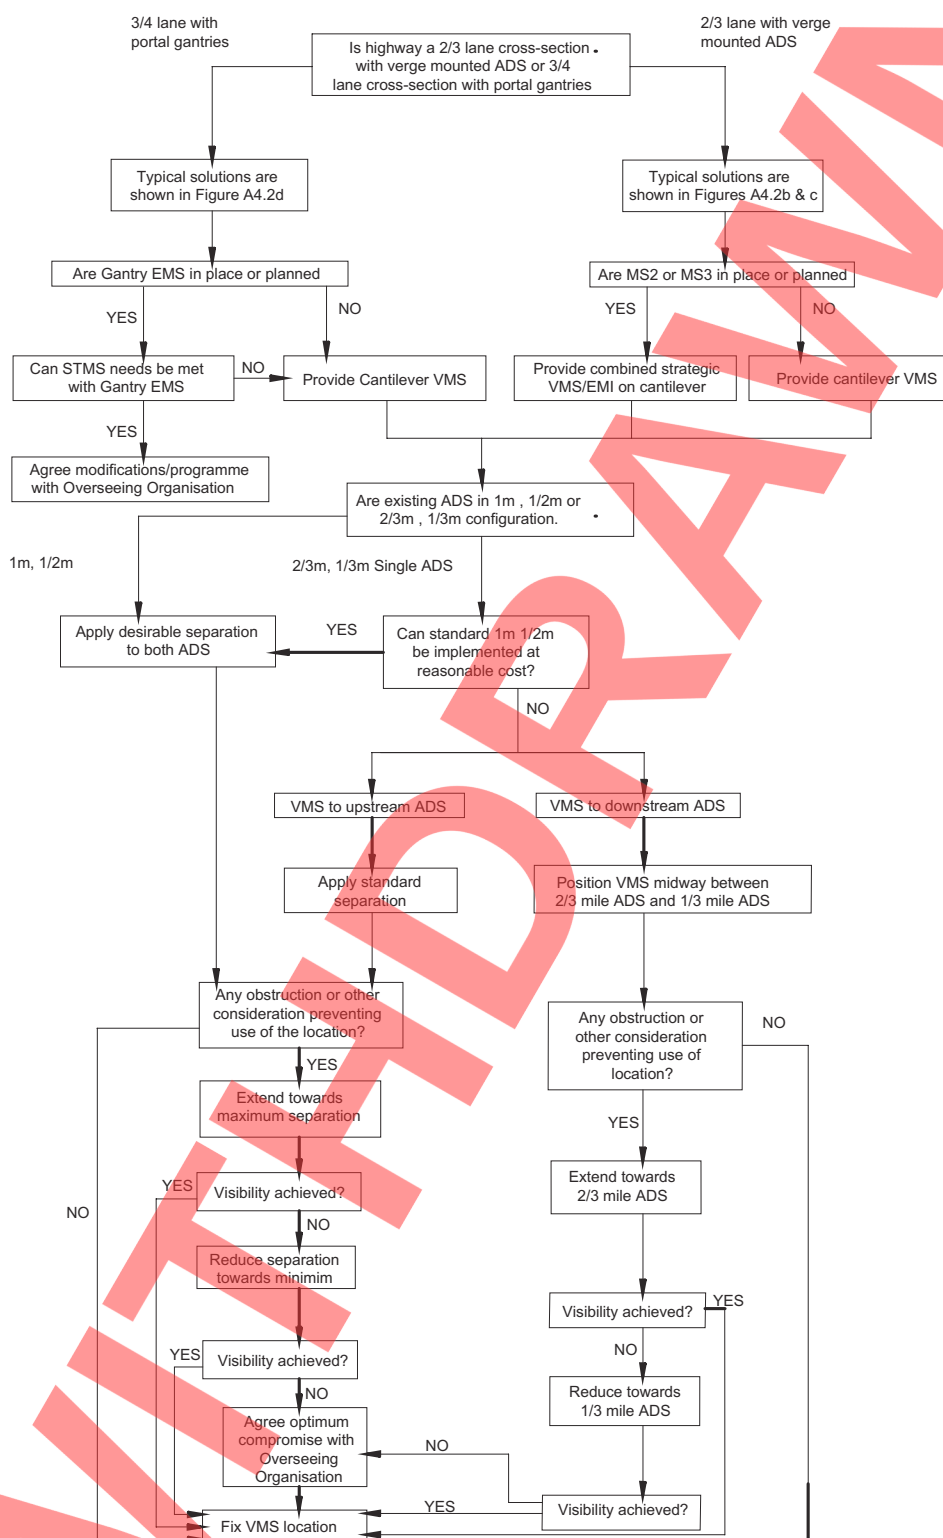 3/4 lane with
portal gantries
2/3 lane with verge
mounted ADS
Is highway a 2/3 lane cross-section
with verge mounted ADS or 3/4
lane cross-section with portal gantries
Typical solutions are
shown in Figure A4.2d
Typical solutions are
shown in Figures A4.2b & c
Are Gantry EMS in place or planned
Are MS2 or MS3 in place or planned
YES
NO
YES
NO
Can STMS needs be met
with Gantry EMS
NO
Provide Cantilever VMS
Provide combined strategic
VMS/EMI on cantilever
Provide cantilever VMS
YES
Agree modifications/programme
with Overseeing Organisation
Are existing ADS in 1m , 1/2m or
2/3m , 1/3m configuration.
1m, 1/2m
2/3m, 1/3m Single ADS
Apply desirable separation
to both ADS
YES
Can standard 1m 1/2m
be implemented at
reasonable cost?
NO
VMS to upstream ADS
VMS to downstream ADS
Apply standard
separation
Position VMS midway between
2/3 mile ADS and 1/3 mile ADS
Any obstruction or other
consideration preventing
use of the location?
Any obstruction or
other consideration
preventing use of
location?
NO
YES
Extend towards
maximum separation
YES
Extend towards
2/3 mile ADS
NO
YES
Visibility achieved?
NO
Reduce separation
towards minimim
Visibility achieved?
YES
NO
YES
Visibility achieved?
NO
Reduce towards
1/3 mile ADS
Agree optimum
compromise with
Overseeing
Organisation
NO
YES
Visibility achieved?
Fix VMS location
WITHDRAWN